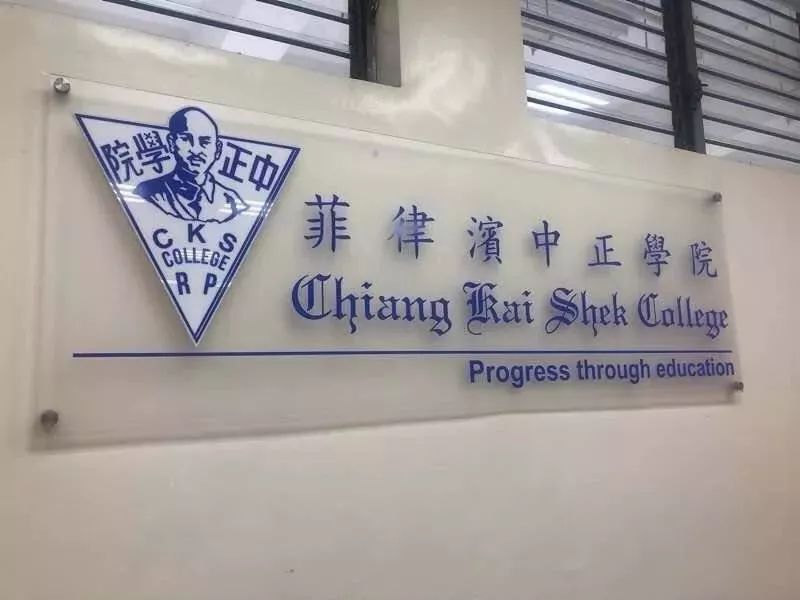 中正學院
CKS
COLLEGE
RP
菲律濱中正學院
Chiang Kai Shek College
Progress through education